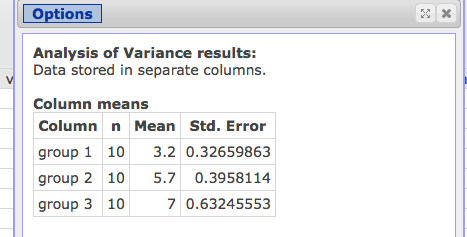 Options
Analysis of Variance results:
Data stored in separate columns.
Column means
Column n Mean Std. Error
group 1 10 3.2 0.32659863
group 2 10 5.7 0.3958114
group 3 10 7 0.63245553